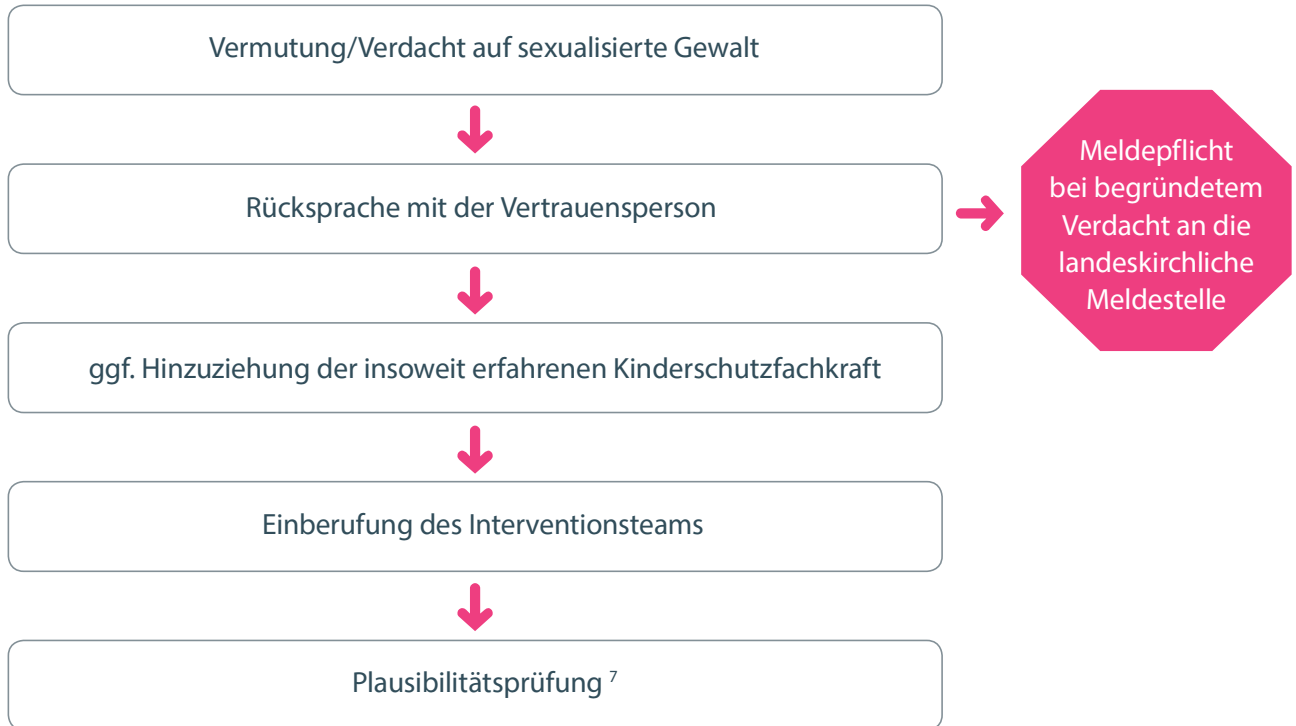 Vermutung/Verdacht auf sexualisierte Gewalt
Rücksprache mit der Vertrauensperson
Meldepflicht
bei begründetem
Verdacht an die
landeskirchliche
Meldestelle
ggf. Hinzuziehung der insoweit erfahrenen Kinderschutzfachkraft
Einberufung des Interventionsteams
Plausibilitätsprüfung ⁷